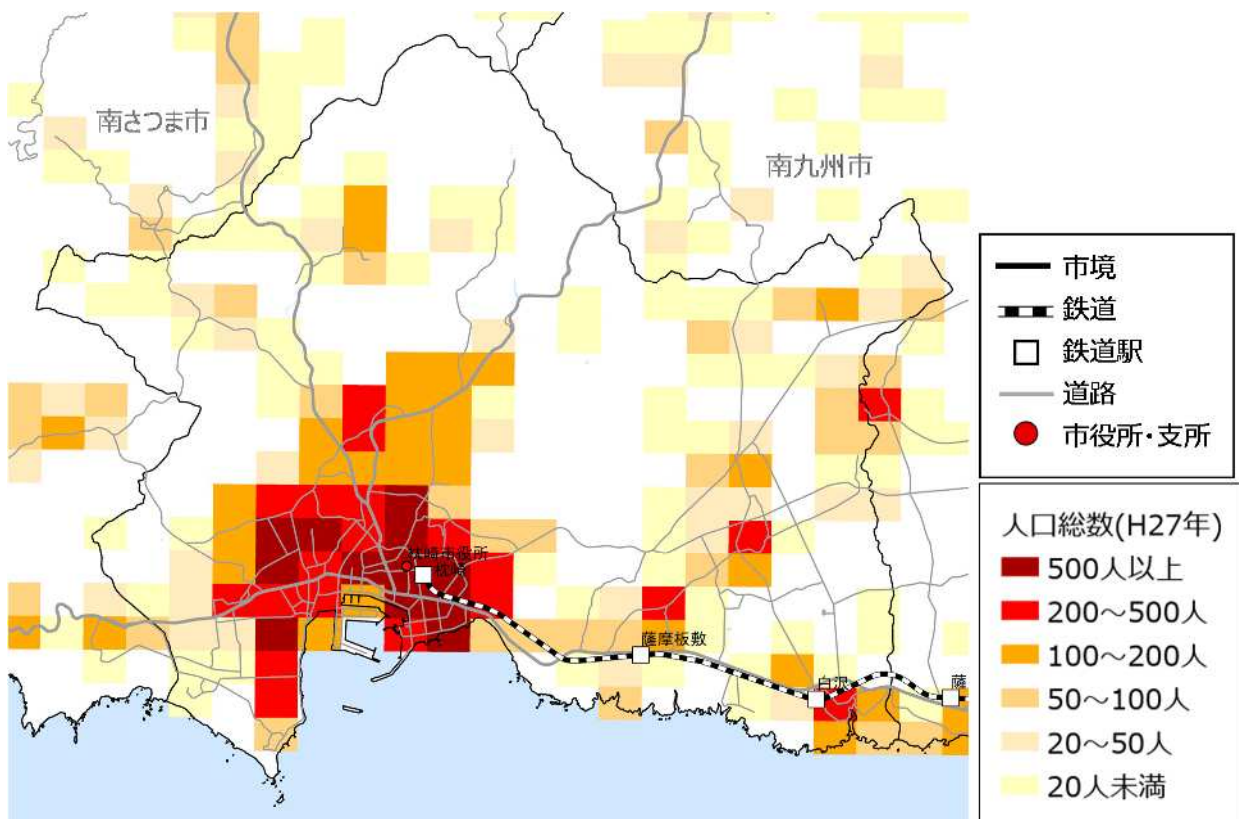 南さつま市
南九州市
枕崎市役所
枕崎
薩摩板敷
白沢
薩
市境
鉄道
鉄道駅
道路
市役所・支所
人口総数(H27年)
500人以上
200～500人
100～200人
50～100人
20～50人
20人未満